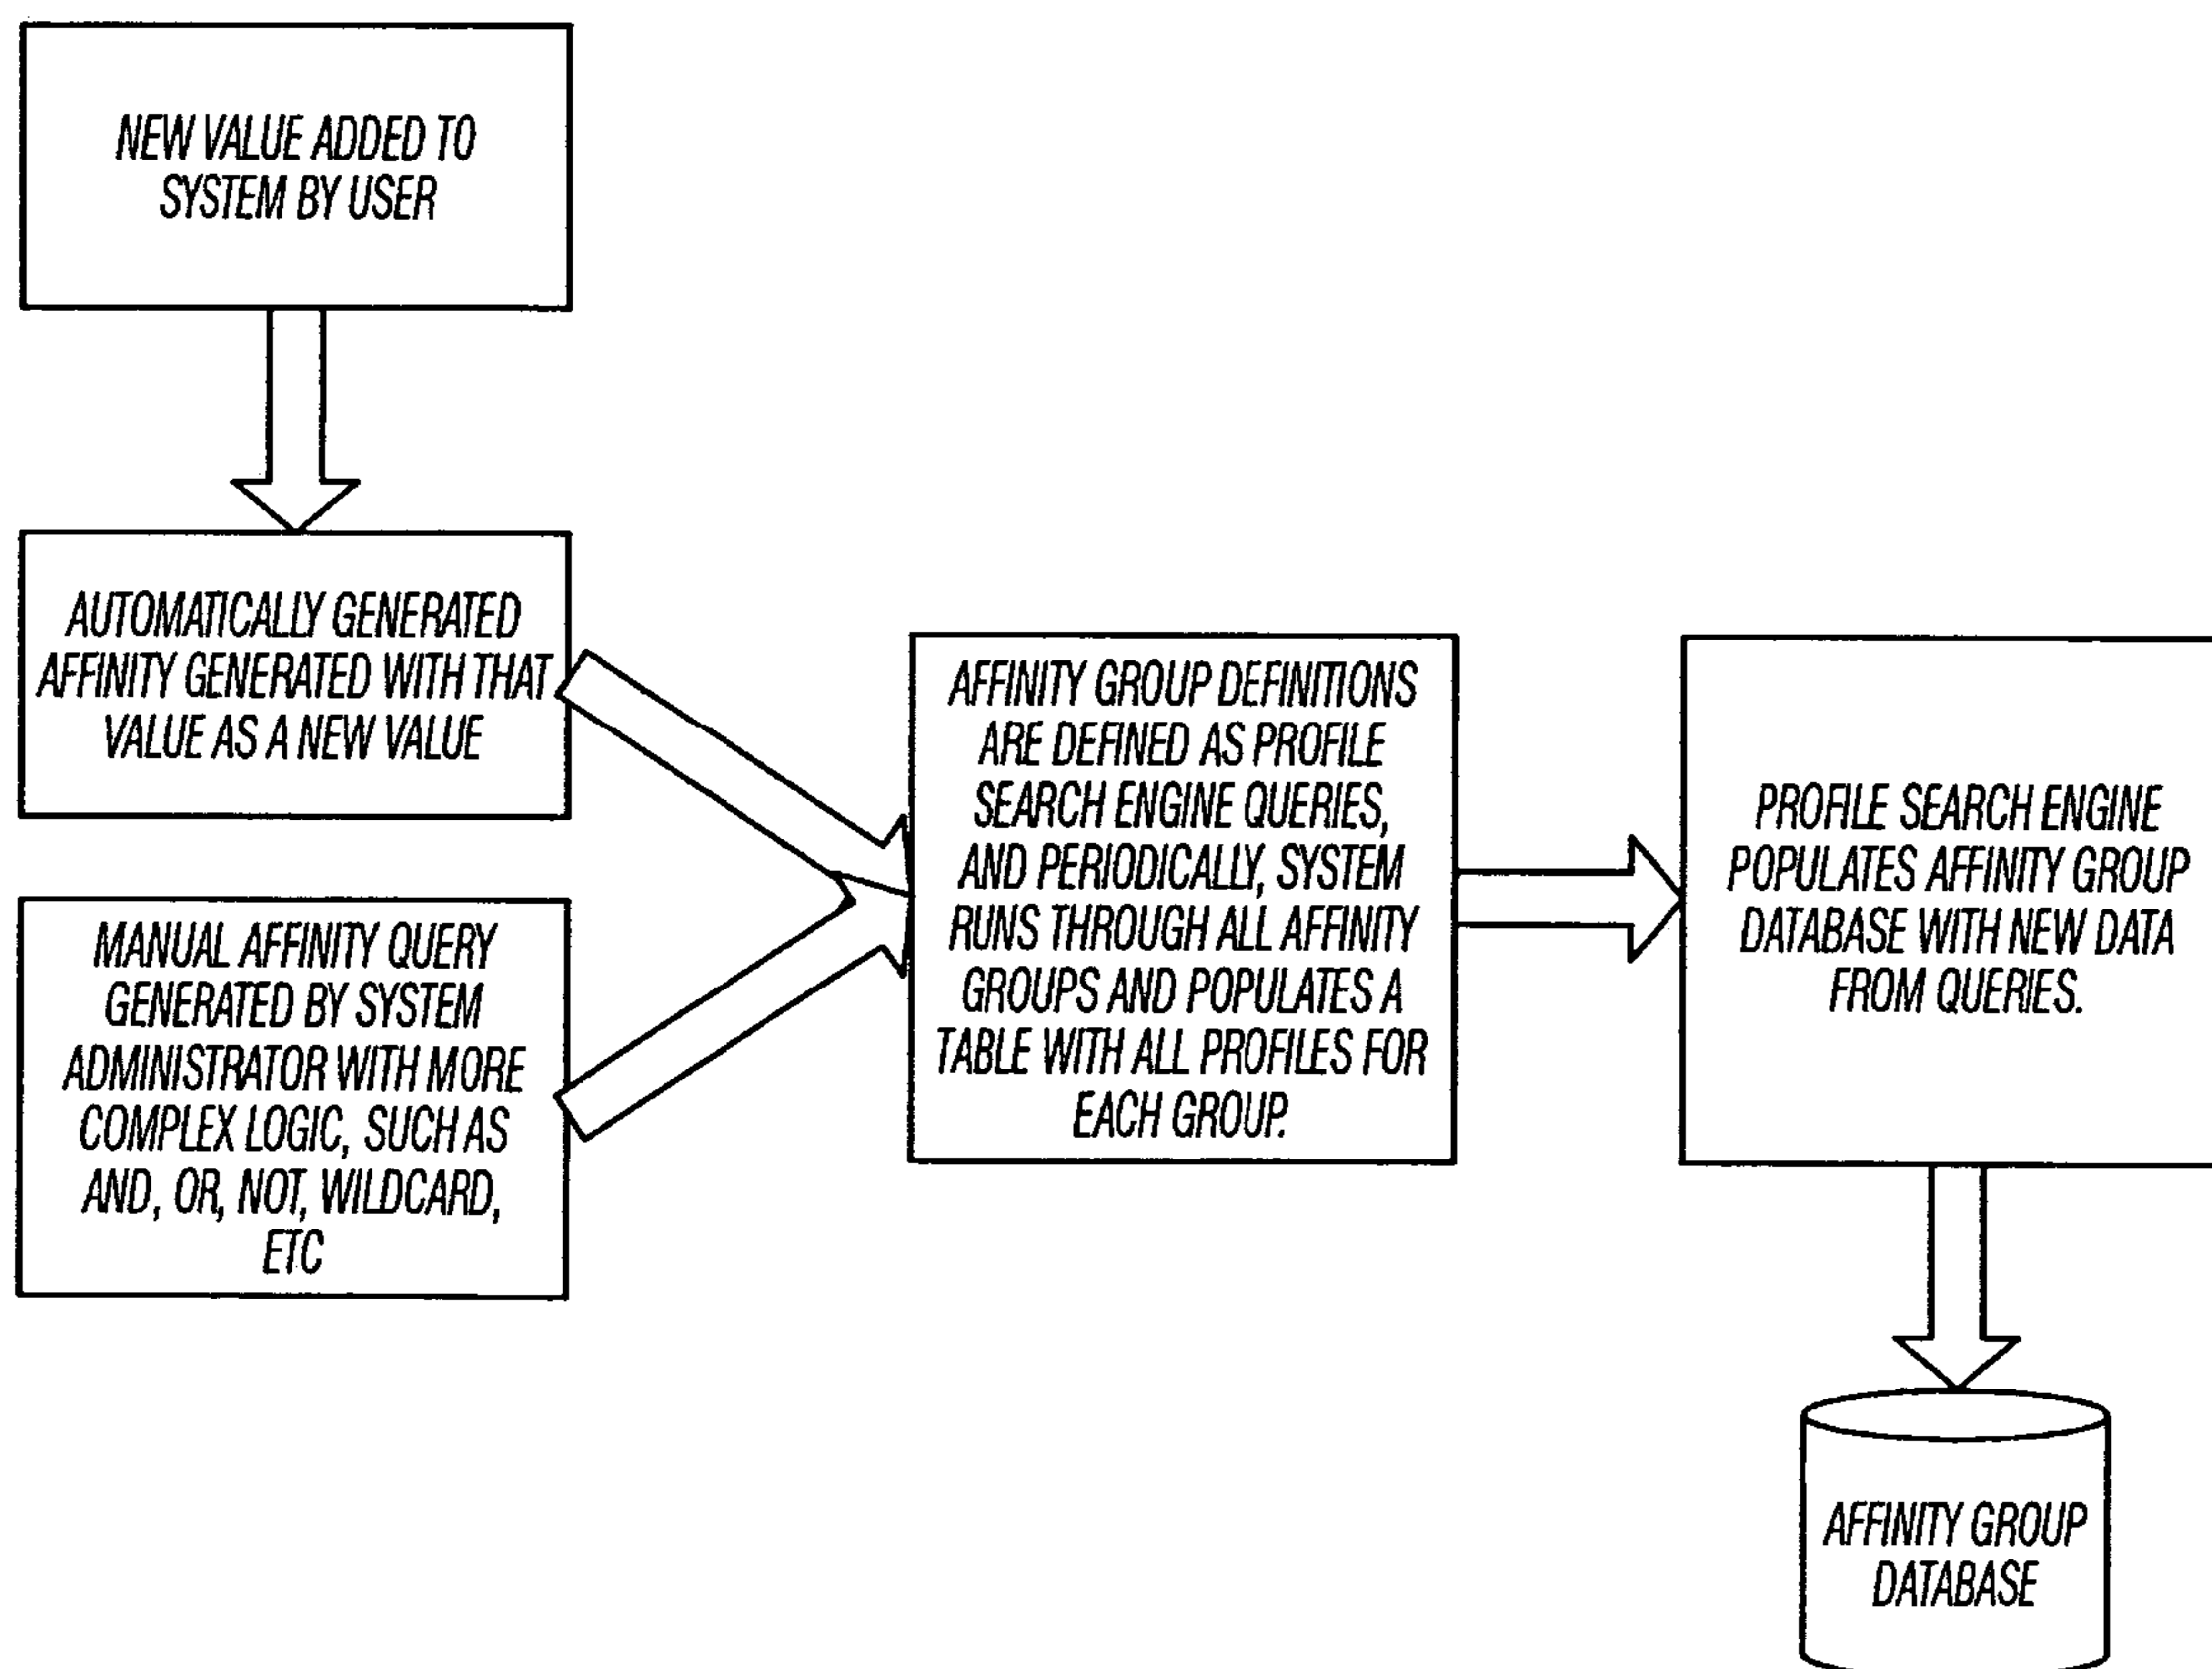 NEW VALUE ADDED TO
SYSTEM BY USER
AUTOMATICALLY GENERATED
AFFINITY GENERATED WITH THAT
VALUE AS A NEW VALUE
MANUAL AFFINITY QUERY
GENERATED BY SYSTEM
ADMINISTRATOR WITH MORE
COMPLEX LOGIC, SUCH AS
AND, OR, NOT, WILDCARD,
ETC
AFFINITY GROUP DEFINITIONS
ARE DEFINED AS PROFILE
SEARCH ENGINE QUERIES,
AND PERIODICALLY, SYSTEM
RUNS THROUGH ALL AFFINITY
GROUPS AND POPULATES A
TABLE WITH ALL PROFILES FOR
EACH GROUP.
PROFILE SEARCH ENGINE
POPULATES AFFINITY GROUP
DATABASE WITH NEW DATA
FROM QUERIES.
AFFINITY GROUP
DATABASE